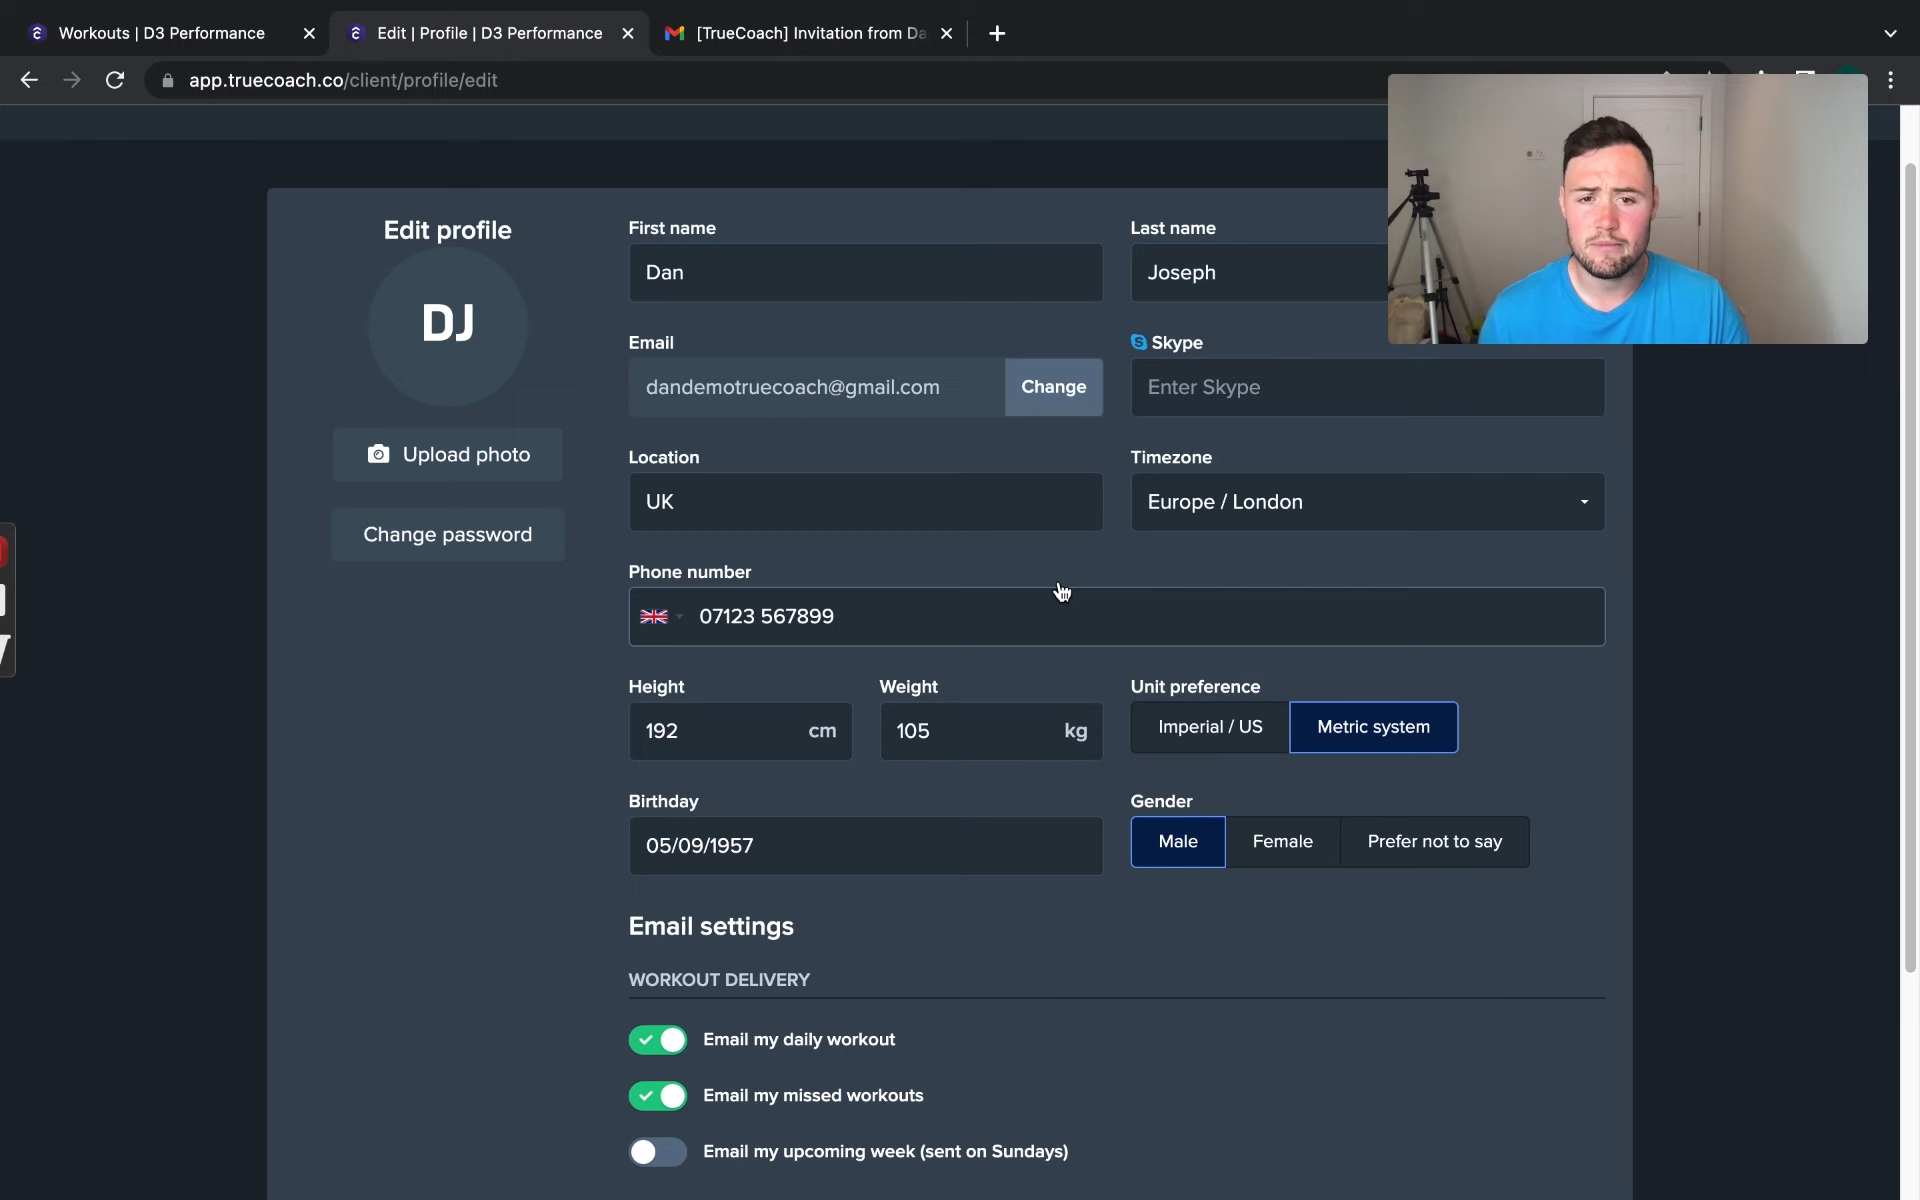 Workouts | D3 Performance
Edit | Profile | D3 Performance
[TrueCoach] Invitation from Da
app.truecoach.co/client/profile/edit
Edit profile
DJ
Upload photo
Change password
First name
Dan
Last name
Joseph
Email
dandemotruecoach@gmail.com
Change
Skype
Enter Skype
Location
UK
Timezone
Europe / London
Phone number
07123 567899
Height
192 cm
Weight
105 kg
Unit preference
Imperial / US
Metric system
Birthday
05/09/1957
Gender
Male
Female
Prefer not to say
Email settings
WORKOUT DELIVERY
Email my daily workout
Email my missed workouts
Email my upcoming week (sent on Sundays)